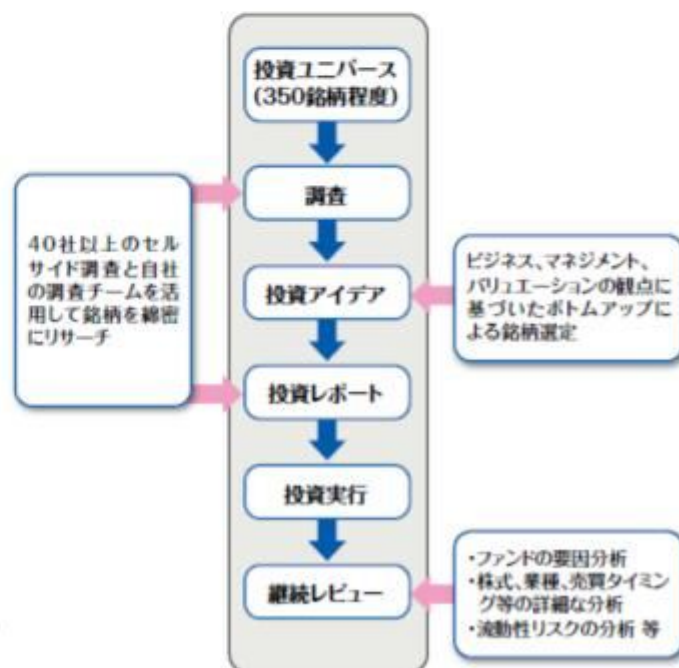 投資ユニバース
(350銘柄程度)
調査
40社以上のセル
サイド調査と自社
の調査チームを活
用して銘柄を綿密
にリサーチ
投資アイデア
ビジネス、マネジメント、
バリュエーションの観点に
基づいたボトムアップによ
る銘柄選定
投資レポート
投資実行
継続レビュー
・ファンドの要因分析
・株式、業種、売買タイミン
グ等の詳細な分析
・流動性リスクの分析 等